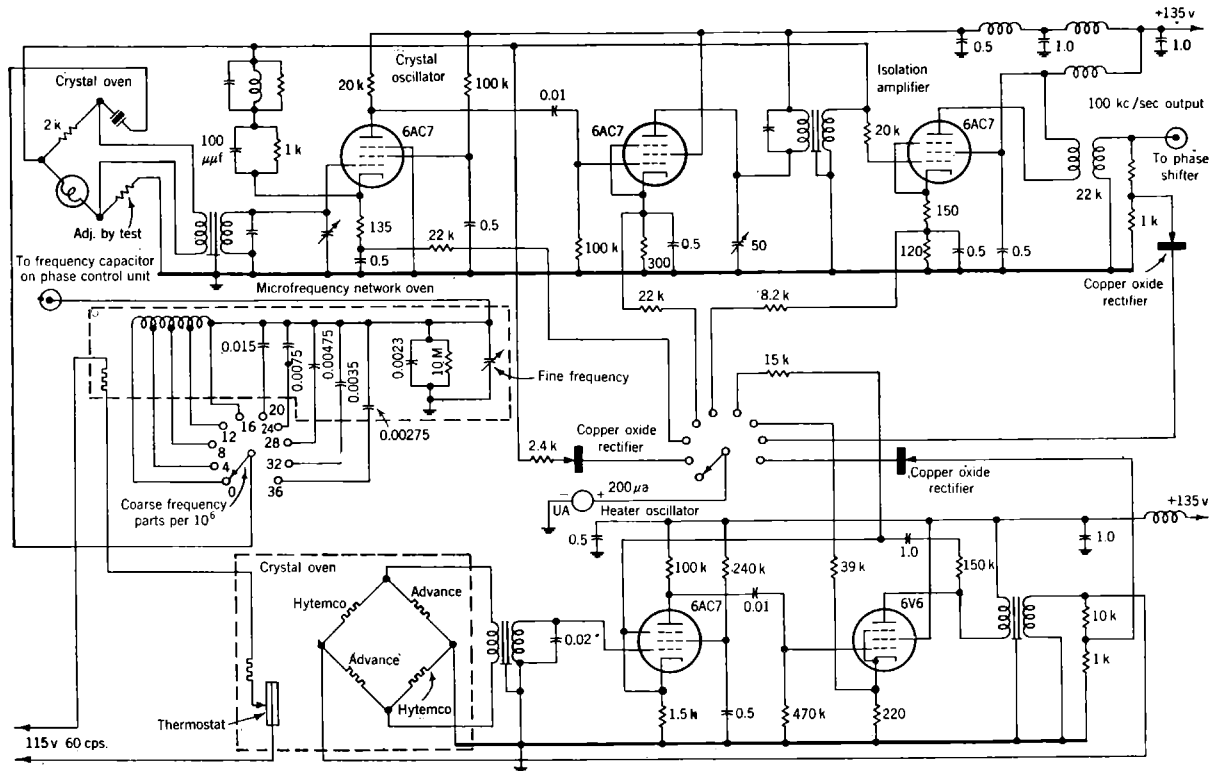 +135 v
0.5
1.0
1.0
Crystal oven
2 k
Crystal oscillator
20 k
100 k
0.01
6AC7
6AC7
Isolation amplifier
20 k
6AC7
100 kc/sec output
To phase shifter
22 k
1 k
100 μμf
1 k
Adj. by test
135
0.5
22 k
0.5
100 k
300
0.5
50
150
120
0.5
0.5
Copper oxide rectifier
To frequency capacitor on phase control unit
Microfrequency network oven
22 k
8.2 k
15 k
0.015
0.0075
0.00475
0.0035
0.0023
10 M
Fine frequency
0.00275
0
4
8
12
16
20
24
28
32
36
Coarse frequency parts per 10⁶
2.4 k
Copper oxide rectifier
Copper oxide rectifier
- + 200 μa
UA
Heater oscillator
+135 v
0.5
1.0
1.0
Crystal oven
Hytemco
Advance
Advance
Hytemco
0.02
100 k
240 k
0.01
39 k
150 k
6AC7
6V6
10 k
1 k
1.5 k
0.5
470 k
220
Thermostat
115 v 60 cps.